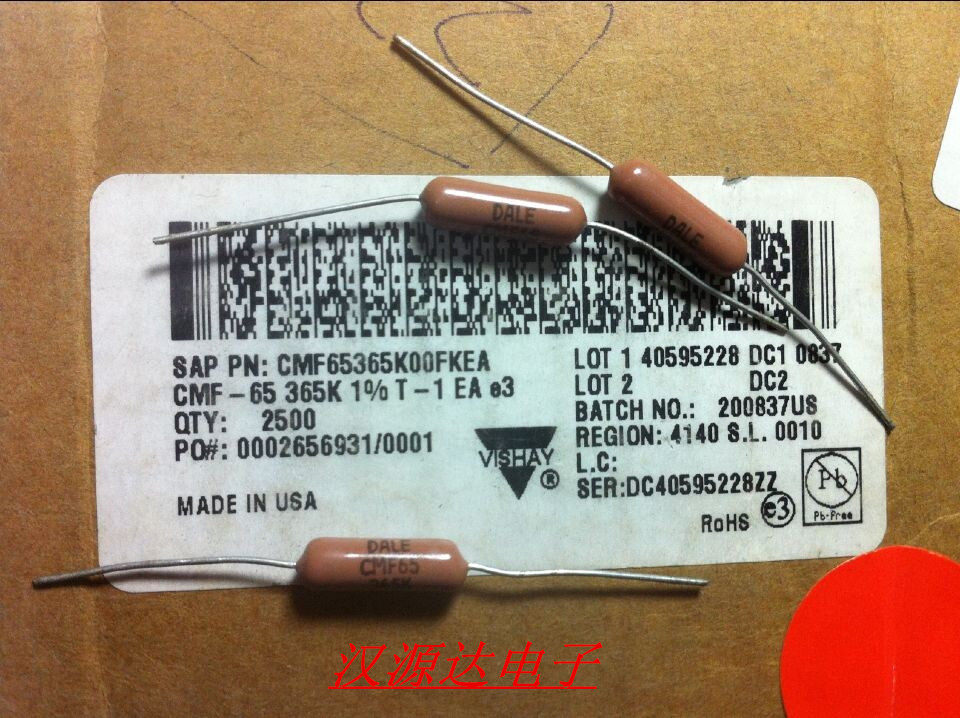 DALE
DALE
SAP PN: CMF65365K00FKEA
CMF-65 365K 1% T-1 EA e3
QTY: 2500
PO#: 0002656931/0001
MADE IN USA
VISHAY
®
LOT 1 40595228 DC1 0837
LOT 2 DC2
BATCH NO.: 200837US
REGION: 4140 S.L. 0010
L.C:
SER:DC40595228ZZ
RoHS
e3
Pb
Pb-Free
DALE
CMF65
365K
汉源达电子